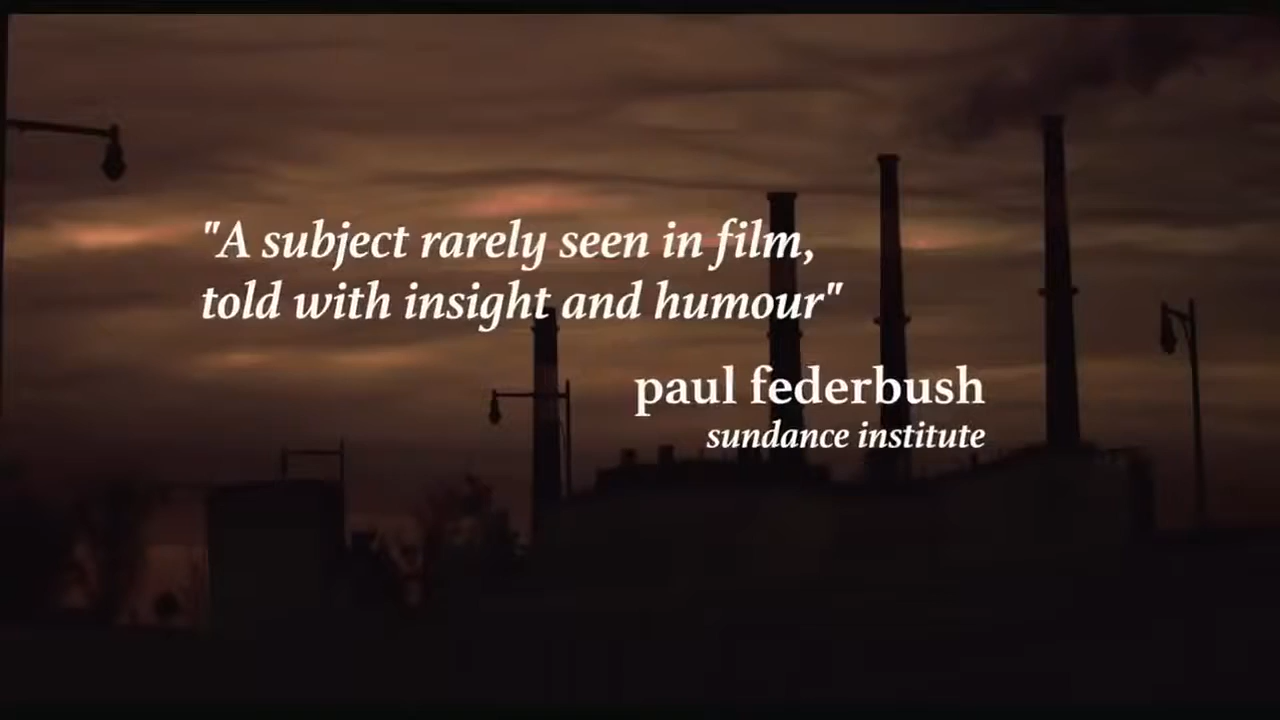 "A subject rarely seen in film,
told with insight and humour"
paul federbush
sundance institute